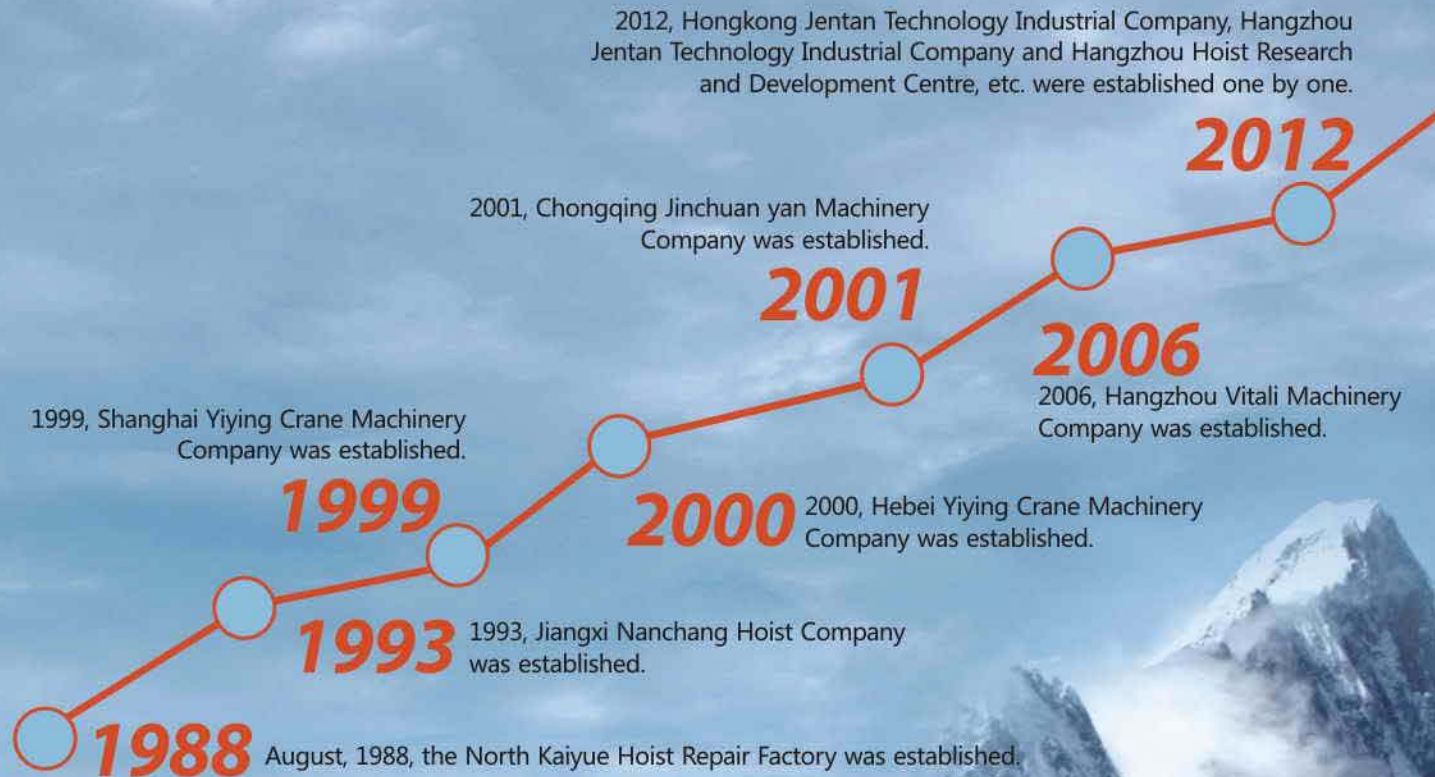 2012, Hongkong Jentan Technology Industrial Company, Hangzhou
Jentan Technology Industrial Company and Hangzhou Hoist Research
and Development Centre, etc. were established one by one.
2012
2001, Chongqing Jinchuan yan Machinery
Company was established.
2001
2006
2006, Hangzhou Vitali Machinery
Company was established.
1999, Shanghai Yiying Crane Machinery
Company was established.
1999
2000
2000, Hebei Yiying Crane Machinery
Company was established.
1993
1993, Jiangxi Nanchang Hoist Company
was established.
1988
August, 1988, the North Kaiyue Hoist Repair Factory was established.